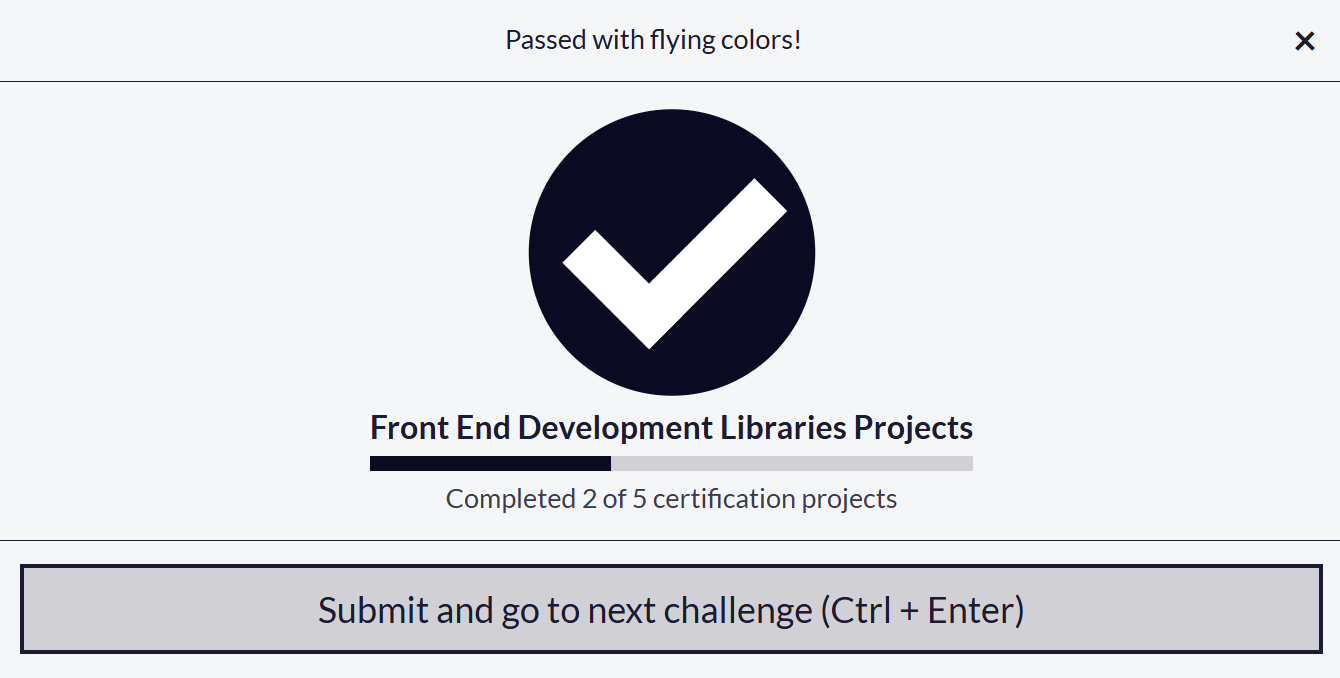 Passed with flying colors!
Front End Development Libraries Projects
Completed 2 of 5 certification projects
Submit and go to next challenge (Ctrl + Enter)